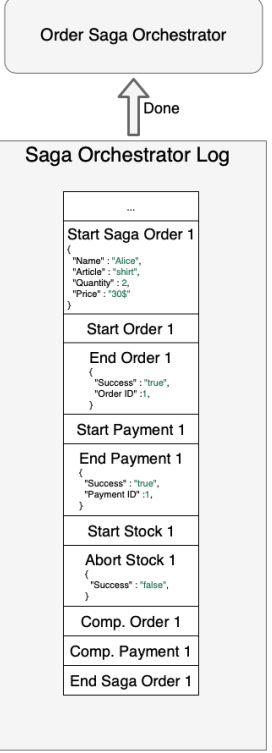 Order Saga Orchestrator
Done
Saga Orchestrator Log
...
Start Saga Order 1
{
"Name" : "Alice",
"Article" : "shirt",
"Quantity" : 2,
"Price" : "30$"
}
Start Order 1
End Order 1
{
"Success" : "true",
"Order ID" :1,
}
Start Payment 1
End Payment 1
{
"Success" : "true",
"Payment ID" :1,
}
Start Stock 1
Abort Stock 1
{
"Success" : "false",
}
Comp. Order 1
Comp. Payment 1
End Saga Order 1